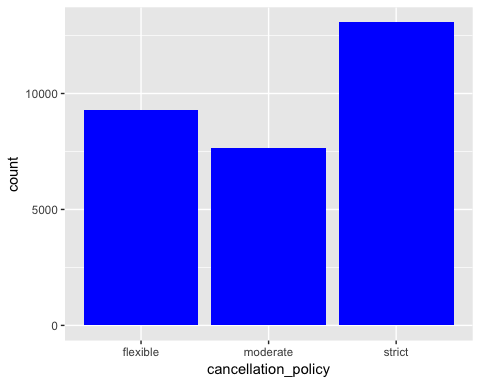 count
10000
5000
0
flexible moderate strict
cancellation_policy